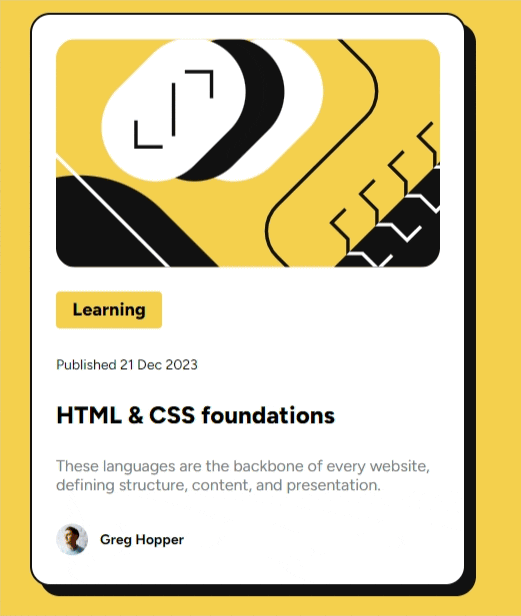 Learning
Published 21 Dec 2023
HTML & CSS foundations
These languages are the backbone of every website,
defining structure, content, and presentation.
Greg Hopper